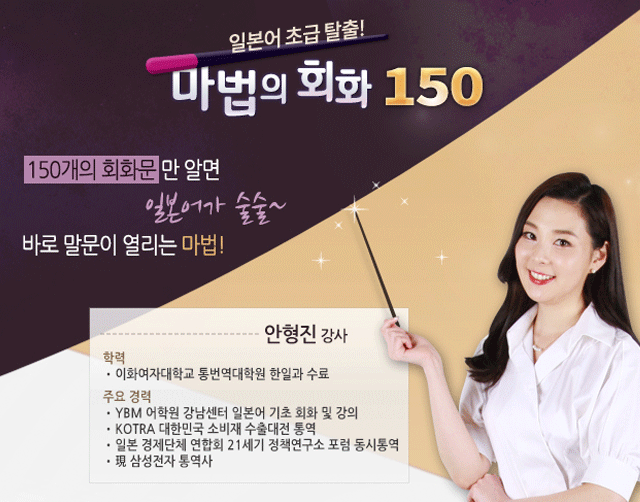 일본어 초급 탈출!
마법의 회화 150
150개의 회화문 만 알면
일본어가 술술~
바로 말문이 열리는 마법!
안형진 강사
학력
• 이화여자대학교 통번역대학원 한일과 수료
주요 경력
• YBM 어학원 강남센터 일본어 기초 회화 및 강의
• KOTRA 대한민국 소비재 수출대전 통역
• 일본 경제단체 연합회 21세기 정책연구소 포럼 동시통역
• 現 삼성전자 통역사